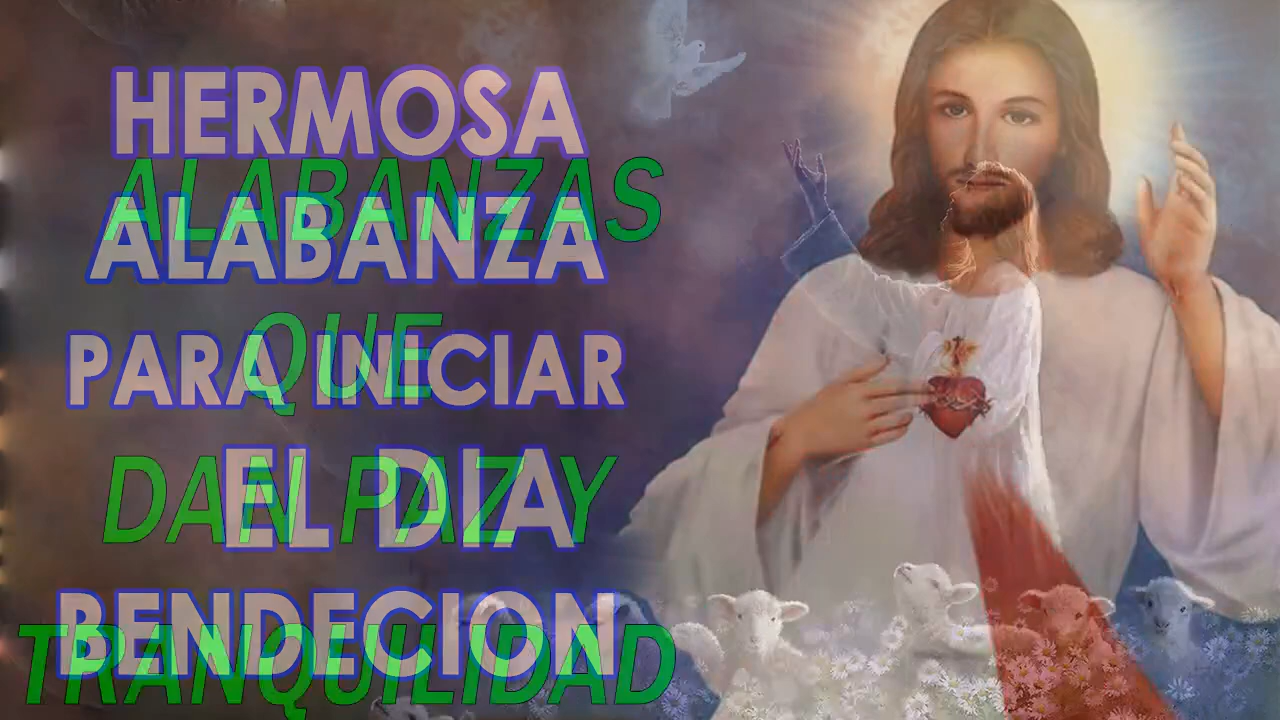 HERMOSA
ALABANZA
PARA INICIAR
EL DIA
BENDECION
ALABANZAS
QUE
DAN PAZ Y
TRANQUILIDAD